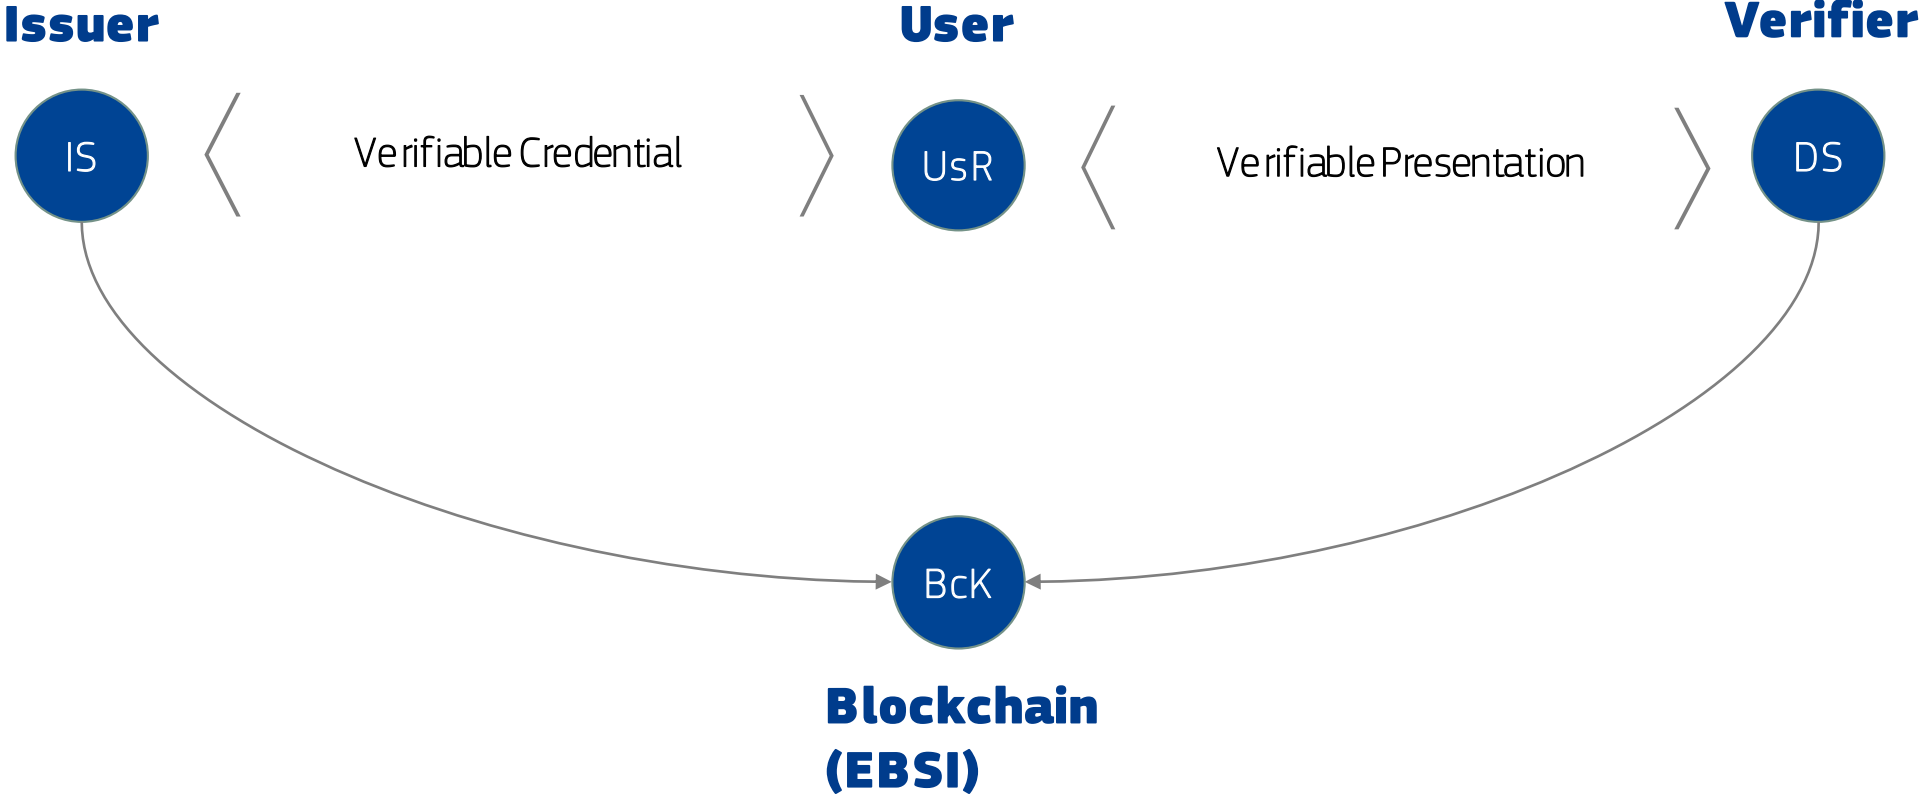 Issuer
User
Verifier
IS
Verifiable Credential
UsR
Verifiable Presentation
DS
BcK
Blockchain
(EBSI)